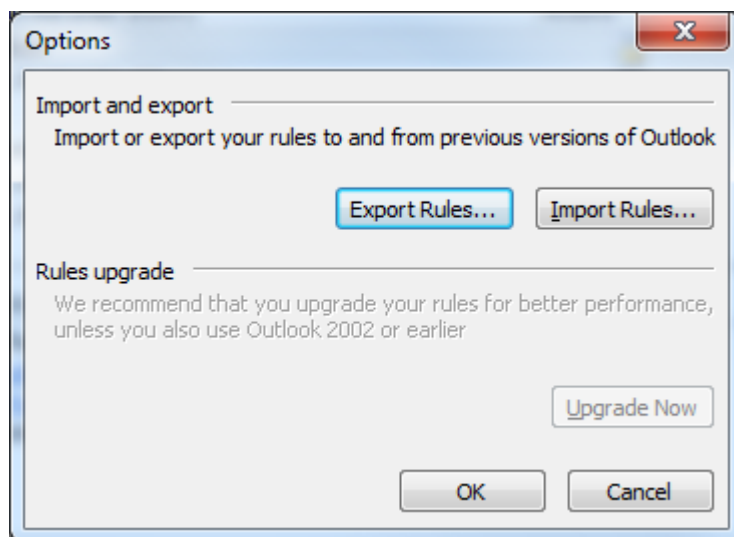 Options
Import and export
Import or export your rules to and from previous versions of Outlook
Export Rules... Import Rules...
Rules upgrade
We recommend that you upgrade your rules for better performance,
unless you also use Outlook 2002 or earlier
Upgrade Now
OK Cancel